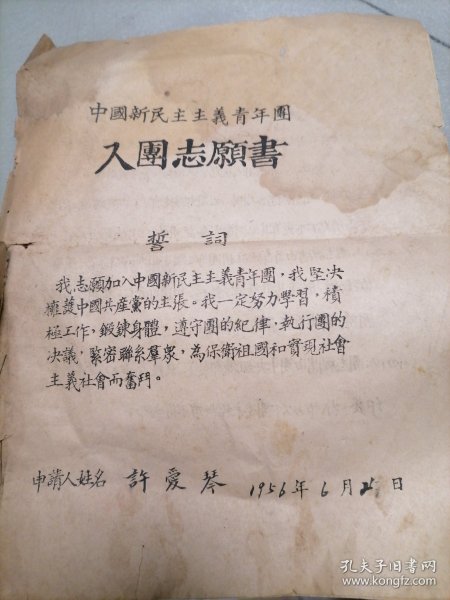 中國新民主主義青年團
入團志願書
誓詞
我志願加入中國新民主主義青年團，我堅决
擁護中國共産黨的主張。我一定努力學習，積
極工作，鍛鍊身體，遵守團的紀律，執行團的
决議，緊密聯系羣衆，為保衛祖國和實現社會
主義社會而奮鬥。
申請人姓名 許愛琴 1956年6月2日
孔夫子旧书网
www.kongfz.com